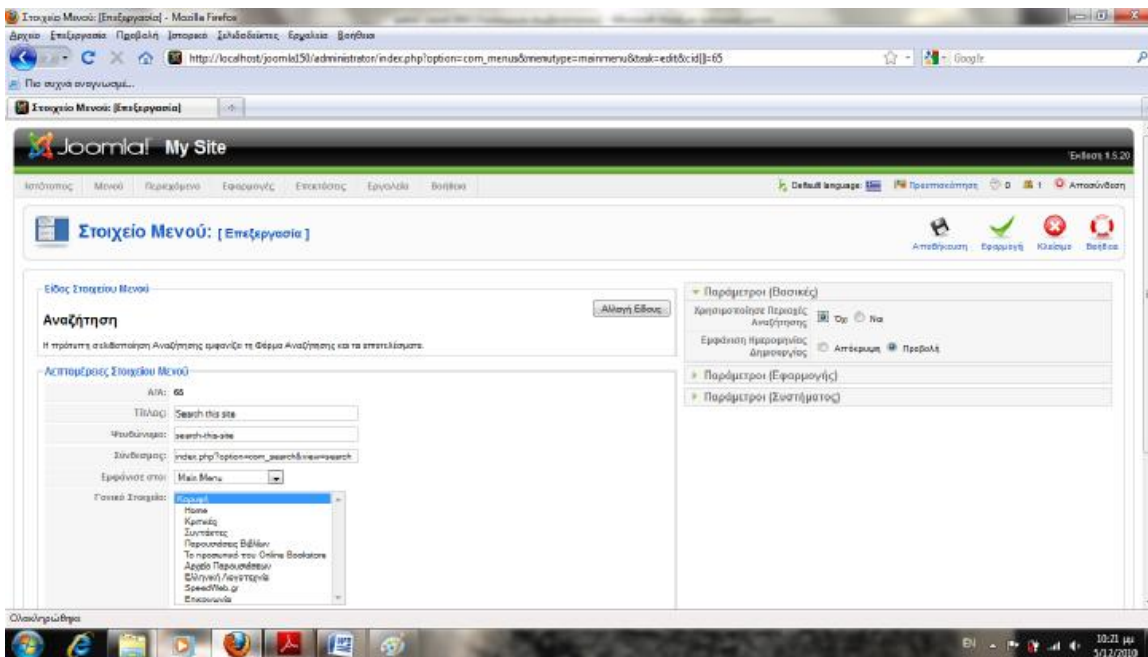 Στοιχείο Μενού: [Επεξεργασία] - Mozilla Firefox
Αρχείο Επεξεργασία Προβολή Ιστορικό Σελιδοδείκτες Εργαλεία Βοήθεια
http://localhost/joomla150/administrator/index.php?option=com_menus&menutype=mainmenu&task=edit&cid[]=65
Google
Πιο συχνά αναγνωσμέ...
Στοιχείο Μενού: [Επεξεργασία]
Joomla! My Site
Έκδοση 1.5.20
Ιστότοπος Μενού Περιεχόμενο Εφαρμογές Επεκτάσεις Εργαλεία Βοήθεια
Default language: Προεπισκόπηση 0 1 Αποσύνδεση
Στοιχείο Μενού: [ Επεξεργασία ]
Αποθήκευση Εφαρμογή Κλείσιμο Βοήθεια
Είδος Στοιχείου Μενού
Αλλαγή Είδους
Αναζήτηση
Η πρότυπη σελιδοποίηση Αναζήτησης εμφανίζει τη Φόρμα Αναζήτησης και τα αποτελέσματα.
Λεπτομέρειες Στοιχείου Μενού
Α/Α: 65
Τίτλος: Search this site
Ψευδώνυμο: search-this-site
Σύνδεσμος: index.php?option=com_search&view=search
Εμφάνισε στο: Main Menu
Γονικό Στοιχείο: Κορυφή
Home
Κριτικές
Συντάκτες
Παρουσιάσεις Βιβλίων
Το προσωπικό του Online Bookstore
Αρχείο Παρουσιάσεων
Ελληνική Λογοτεχνία
SpeedWeb.gr
Επικοινωνία
Παράμετροι (Βασικές)
Χρησιμοποίησε Περιοχές Αναζήτησης Όχι Ναι
Εμφάνιση Ημερομηνίας Δημιουργίας Απόκρυψη Προβολή
Παράμετροι (Εφαρμογής)
Παράμετροι (Συστήματος)
Ολοκληρώθηκε
EN
10:21 μμ
5/12/2010